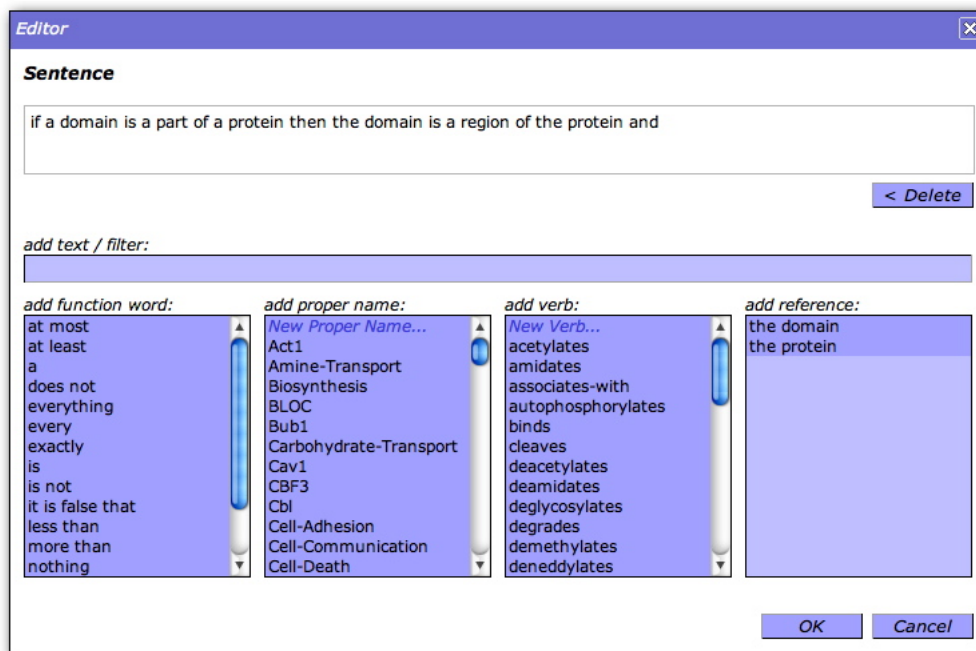 Editor
Sentence
if a domain is a part of a protein then the domain is a region of the protein and
< Delete
add text / filter:
add function word:
at most
at least
a
does not
everything
every
exactly
is
is not
it is false that
less than
more than
nothing
add proper name:
New Proper Name...
Act1
Amine-Transport
Biosynthesis
BLOC
Bub1
Carbohydrate-Transport
Cav1
CBF3
Cbl
Cell-Adhesion
Cell-Communication
Cell-Death
add verb:
New Verb...
acetylates
amidates
associates-with
autophosphorylates
binds
cleaves
deacetylates
deamidates
deglycosylates
degrades
demethylates
deneddylates
add reference:
the domain
the protein
OK
Cancel